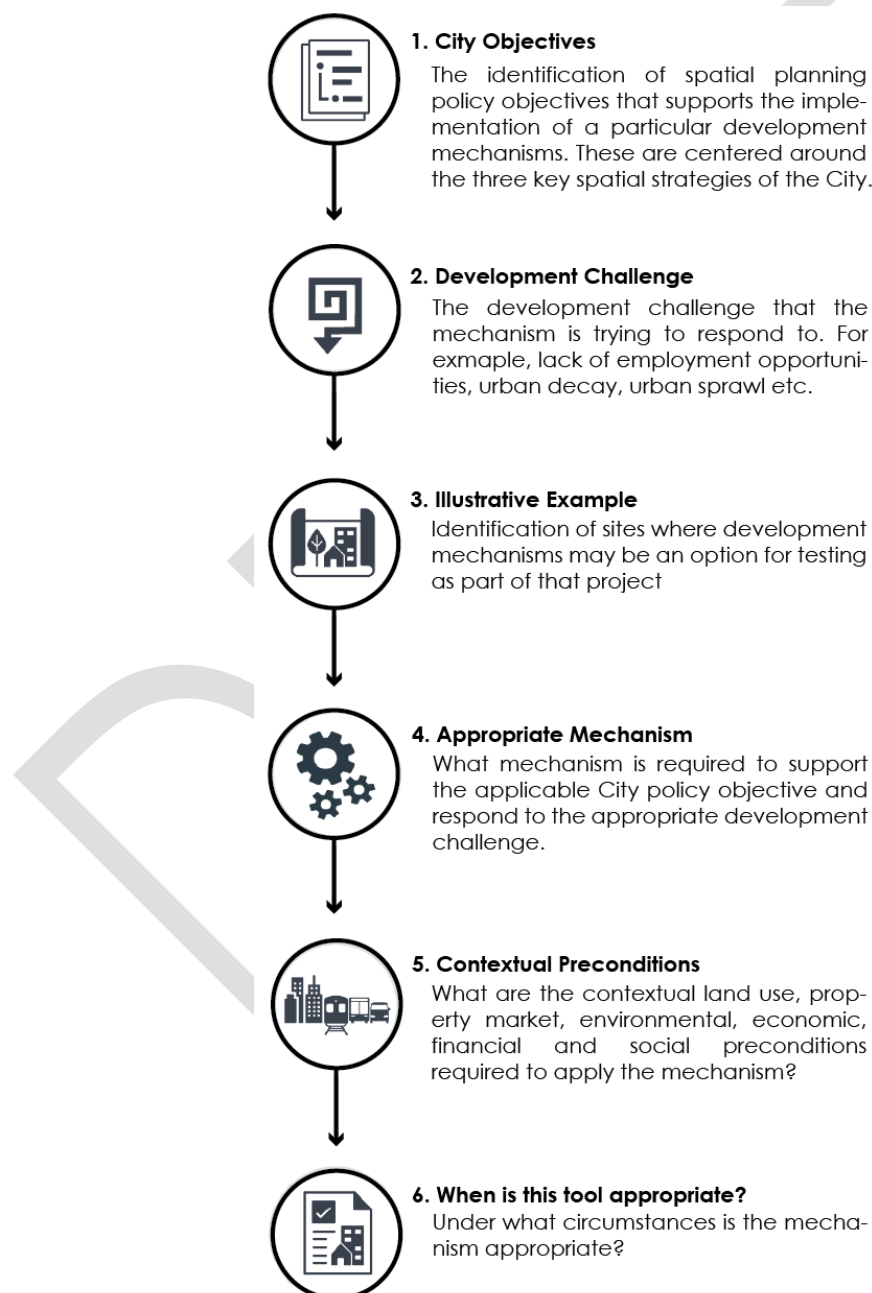 1. City Objectives
The identification of spatial planning
policy objectives that supports the imple-
mentation of a particular development
mechanisms. These are centered around
the three key spatial strategies of the City.
2. Development Challenge
The development challenge that the
mechanism is trying to respond to. For
exmaple, lack of employment opportuni-
ties, urban decay, urban sprawl etc.
3. Illustrative Example
Identification of sites where development
mechanisms may be an option for testing
as part of that project
4. Appropriate Mechanism
What mechanism is required to support
the applicable City policy objective and
respond to the appropriate development
challenge.
5. Contextual Preconditions
What are the contextual land use, prop-
erty market, environmental, economic,
financial and social preconditions
required to apply the mechanism?
6. When is this tool appropriate?
Under what circumstances is the mecha-
nism appropriate?